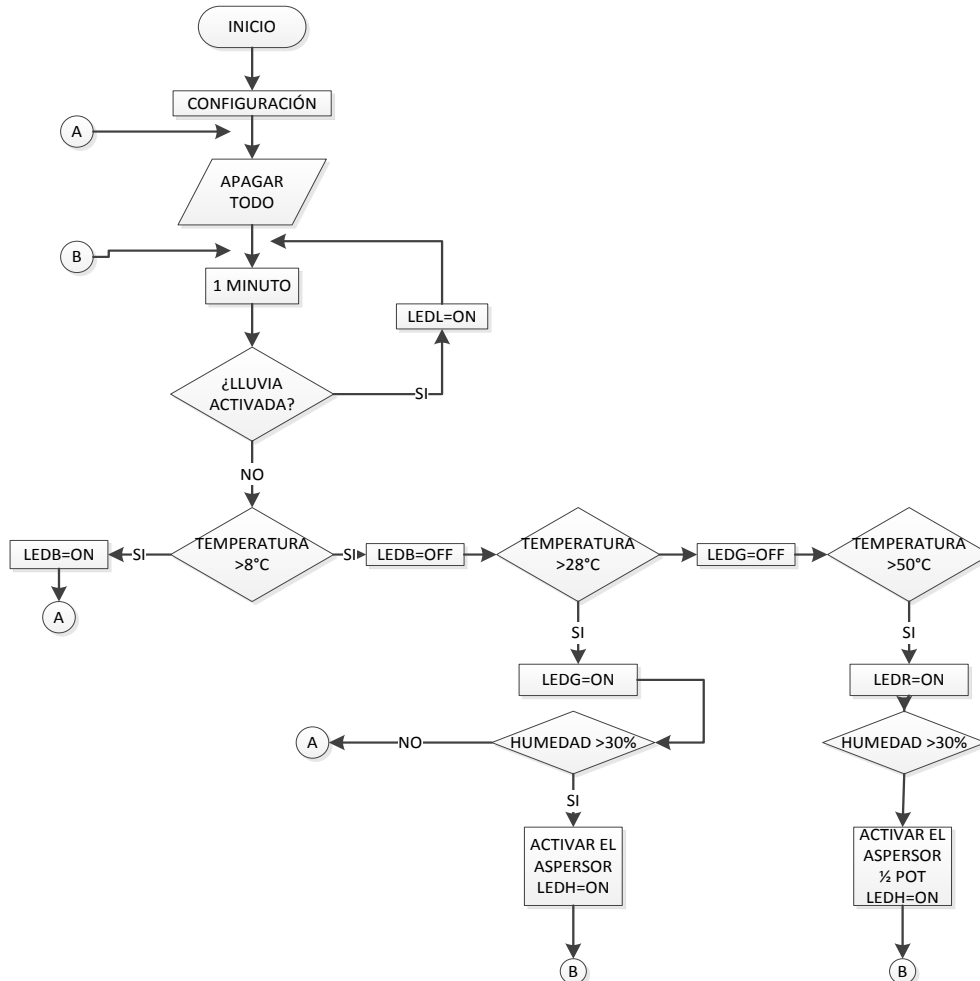 INICIO
CONFIGURACIÓN
A
APAGAR
TODO
B
1 MINUTO
LEDL=ON
¿LLUVIA
ACTIVADA?
SI
NO
LEDB=ON
SI
TEMPERATURA
>8°C
SI
LEDB=OFF
TEMPERATURA
>28°C
LEDG=OFF
TEMPERATURA
>50°C
A
SI
SI
LEDG=ON
LEDR=ON
A
NO
HUMEDAD >30%
HUMEDAD >30%
SI
ACTIVAR EL
ASPERSOR
LEDH=ON
ACTIVAR EL
ASPERSOR
½ POT
LEDH=ON
B
B